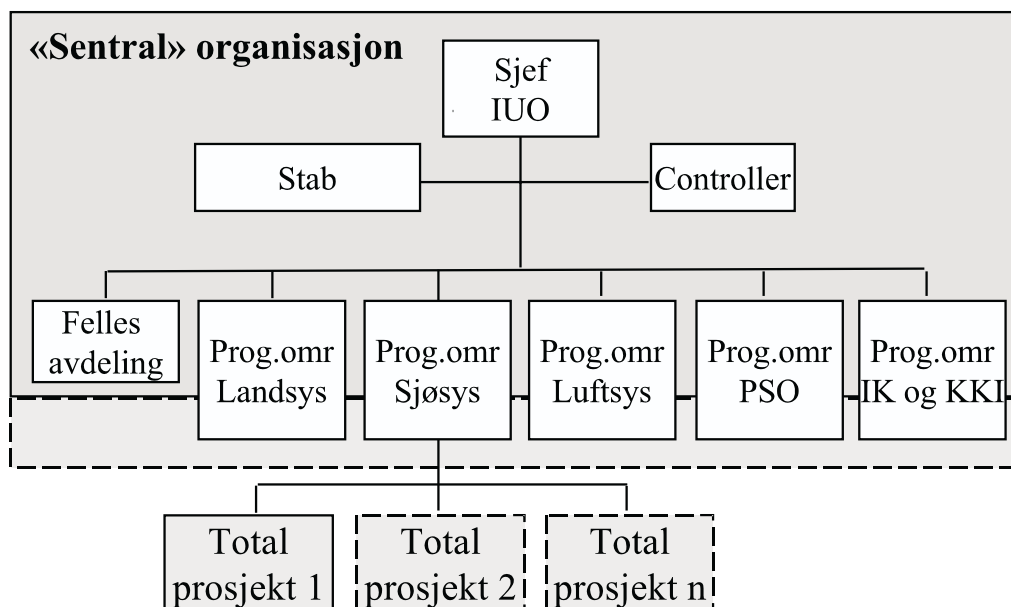 «Sentral» organisasjon
Sjef
IUO
Stab
Controller
Felles
avdeling
Prog.omr
Landsys
Prog.omr
Sjøsys
Prog.omr
Luftsys
Prog.omr
PSO
Prog.omr
IK og KKI
Total
prosjekt 1
Total
prosjekt 2
Total
prosjekt n